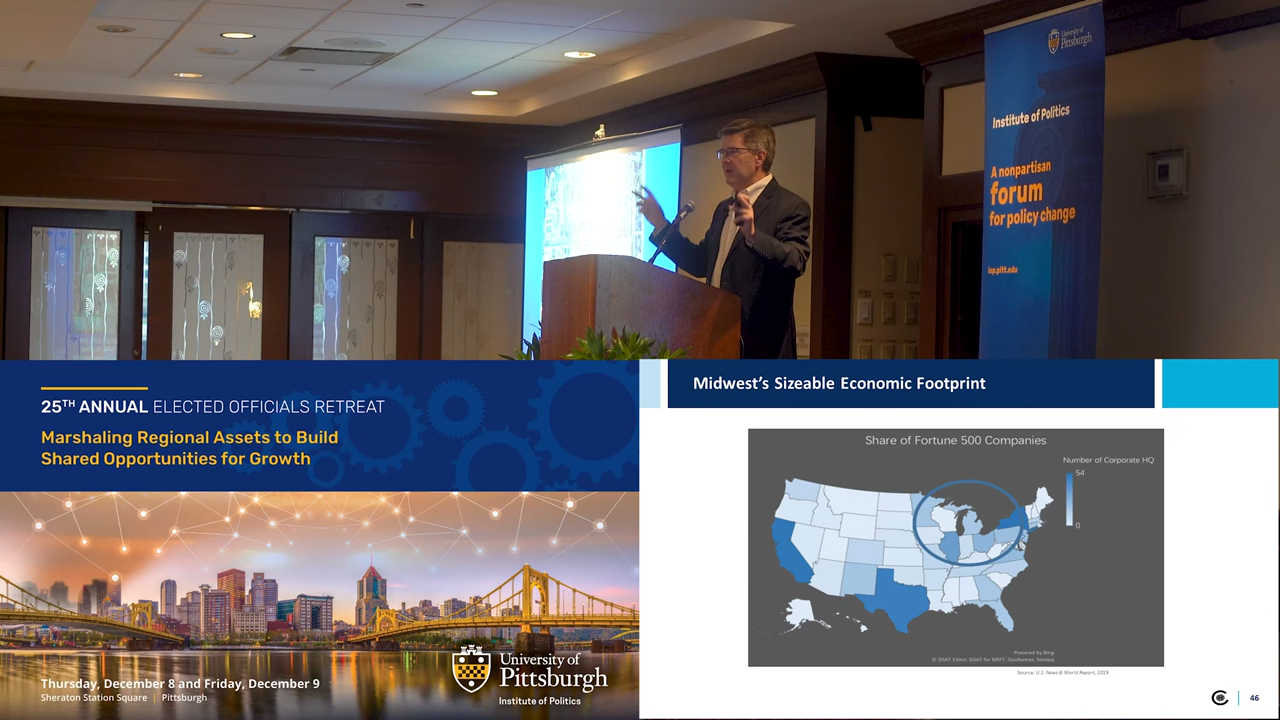 University of
Pittsburgh
Institute of Politics
A nonpartisan
forum
for policy change
iop.pitt.edu
25TH ANNUAL ELECTED OFFICIALS RETREAT
Marshaling Regional Assets to Build
Shared Opportunities for Growth
Thursday, December 8 and Friday, December 9
Sheraton Station Square | Pittsburgh
University of
Pittsburgh
Institute of Politics
Midwest's Sizeable Economic Footprint
Share of Fortune 500 Companies
Number of Corporate HQ
54
0
Powered by Bing
© DSAT Editor, DSAT for MSFT, GeoNames, Navteq
Source: U.S. News & World Report, 2019
46